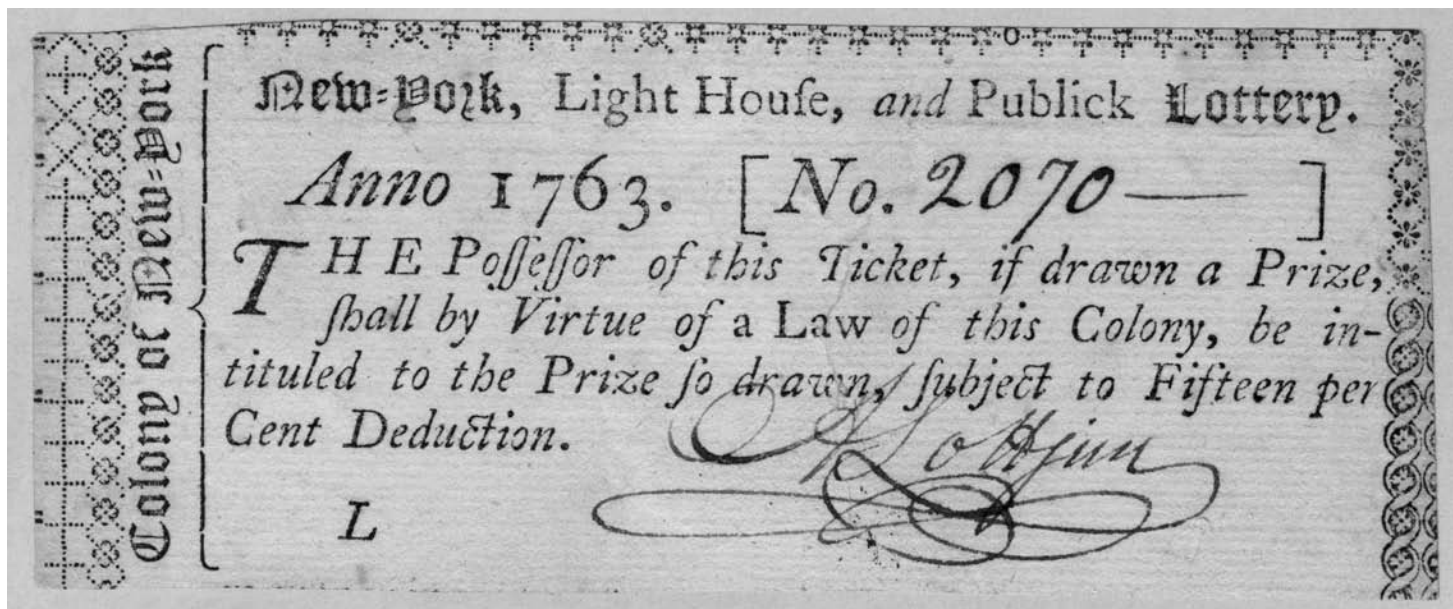 Colony of New=York
New=York, Light Houſe, and Publick Lottery.
Anno 1763. [ No. 2070 — ]
THE Poſſeſſor of this Ticket, if drawn a Prize,
ſhall by Virtue of a Law of this Colony, be in-
tituled to the Prize ſo drawn, ſubject to Fifteen per
Cent Deduction.
L